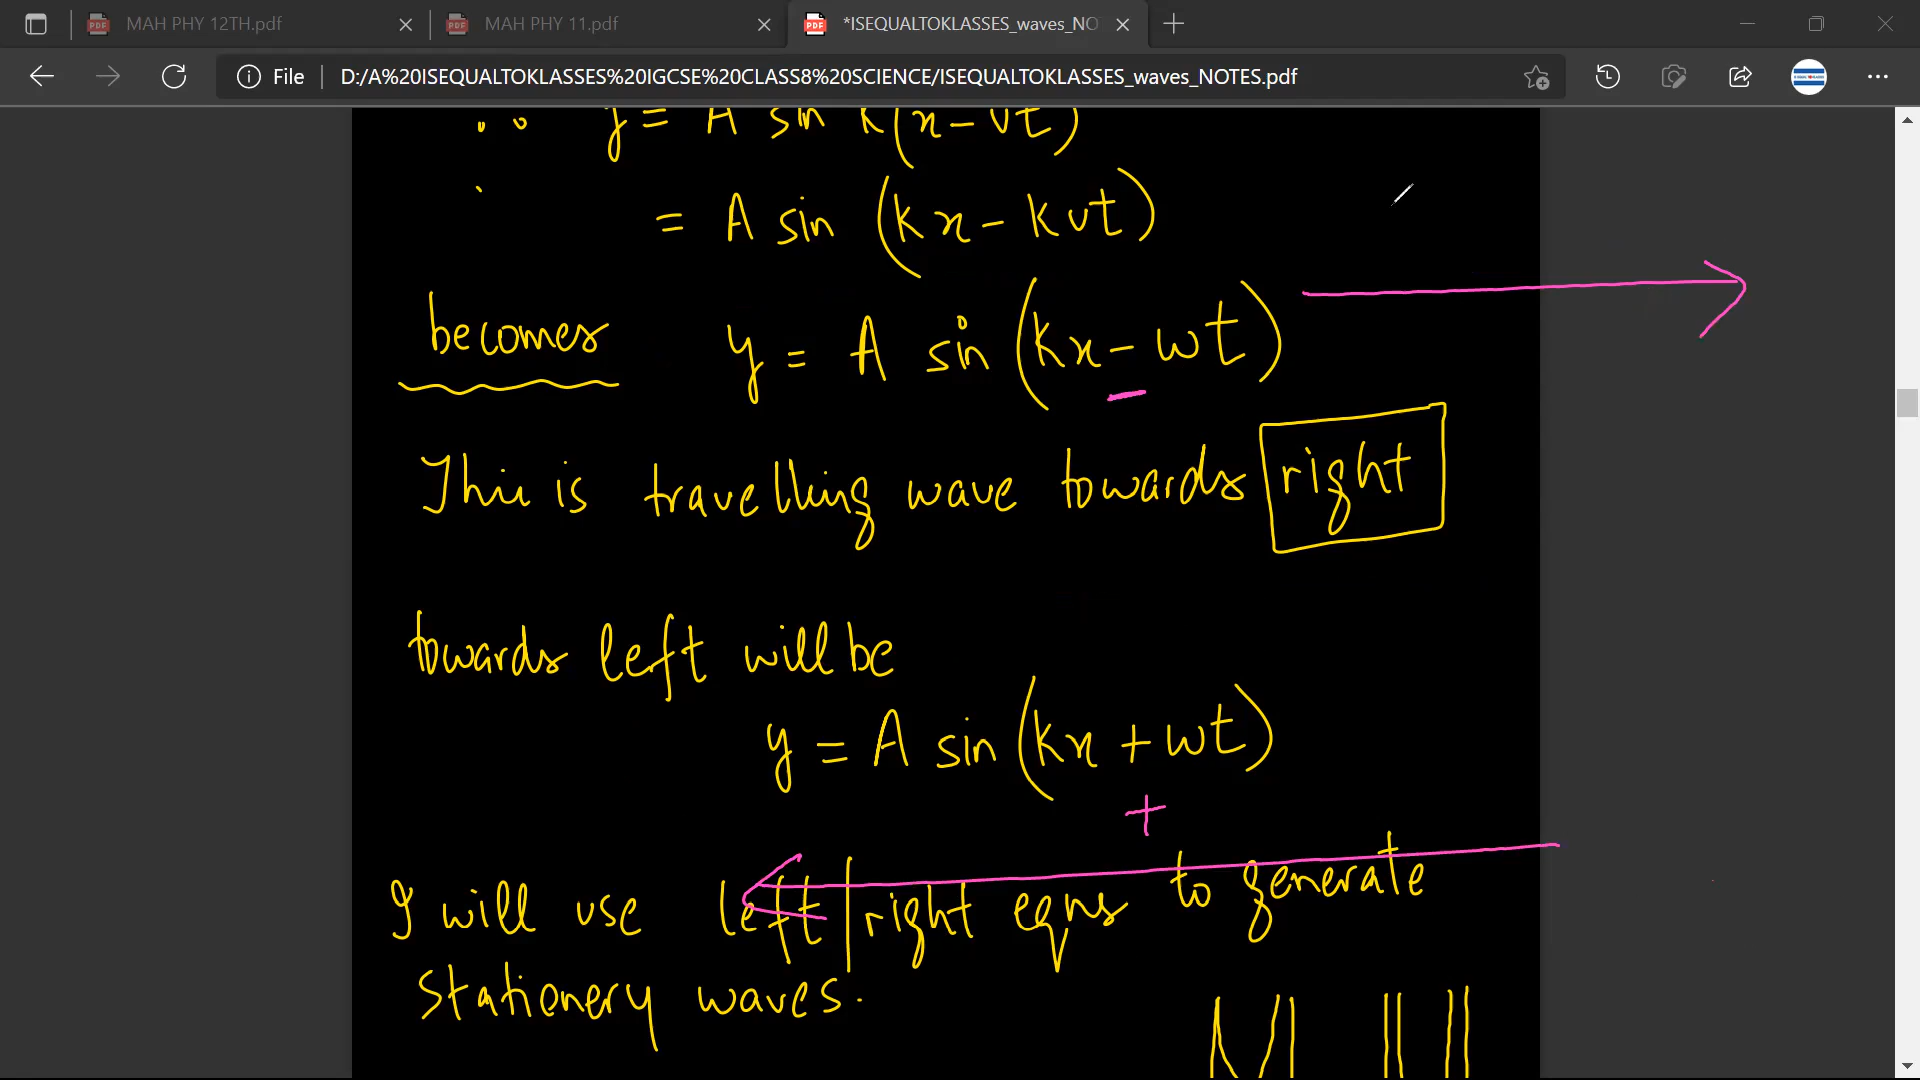 MAH PHY 12TH.pdf
MAH PHY 11.pdf
*ISEQUALTOKLASSES_waves_NO
File
D:/A%20ISEQUALTOKLASSES%20IGCSE%20CLASS8%20SCIENCE/ISEQUALTOKLASSES_waves_NOTES.pdf
∴ y = A sin K(x - vt)
= A sin (Kx - Kvt)
becomes y = A sin (Kx - wt)
This is travelling wave towards right
towards left will be
y = A sin (Kx + wt)
+
I will use left | right eqns to generate
stationery waves.